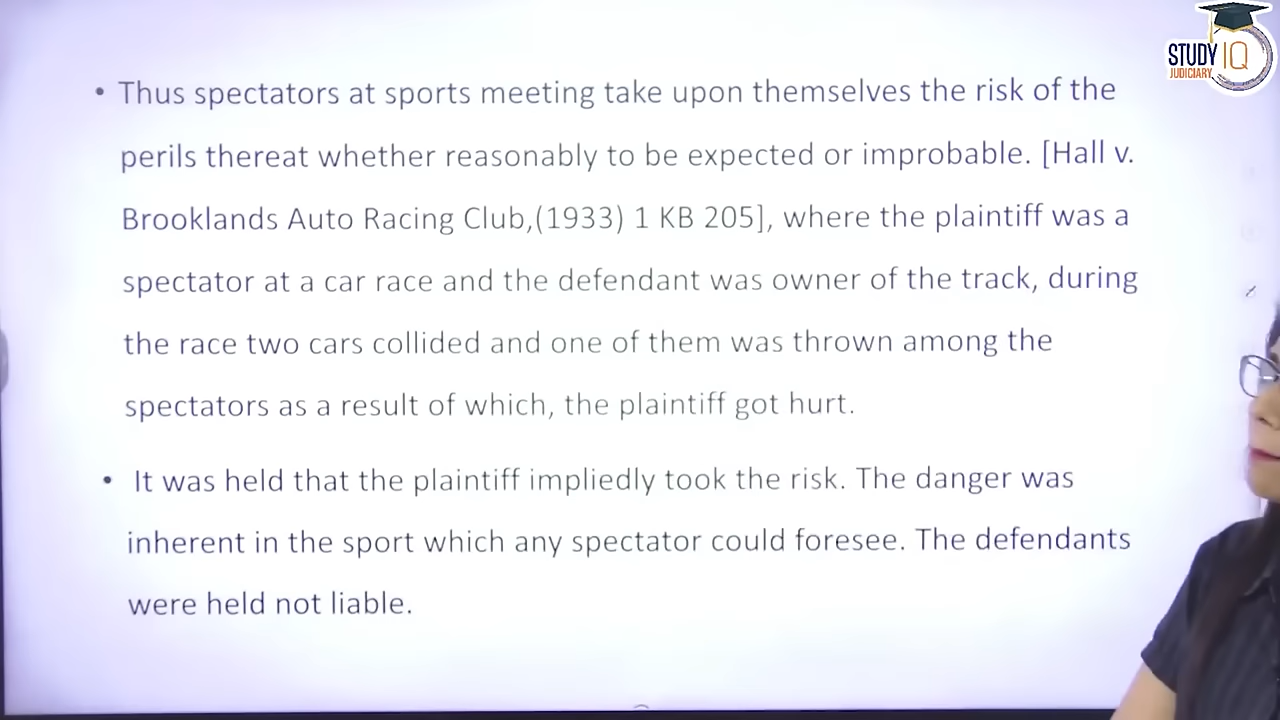 STUDY IQ
JUDICIARY
• Thus spectators at sports meeting take upon themselves the risk of the
perils thereat whether reasonably to be expected or improbable. [Hall v.
Brooklands Auto Racing Club,(1933) 1 KB 205], where the plaintiff was a
spectator at a car race and the defendant was owner of the track, during
the race two cars collided and one of them was thrown among the
spectators as a result of which, the plaintiff got hurt.
• It was held that the plaintiff impliedly took the risk. The danger was
inherent in the sport which any spectator could foresee. The defendants
were held not liable.